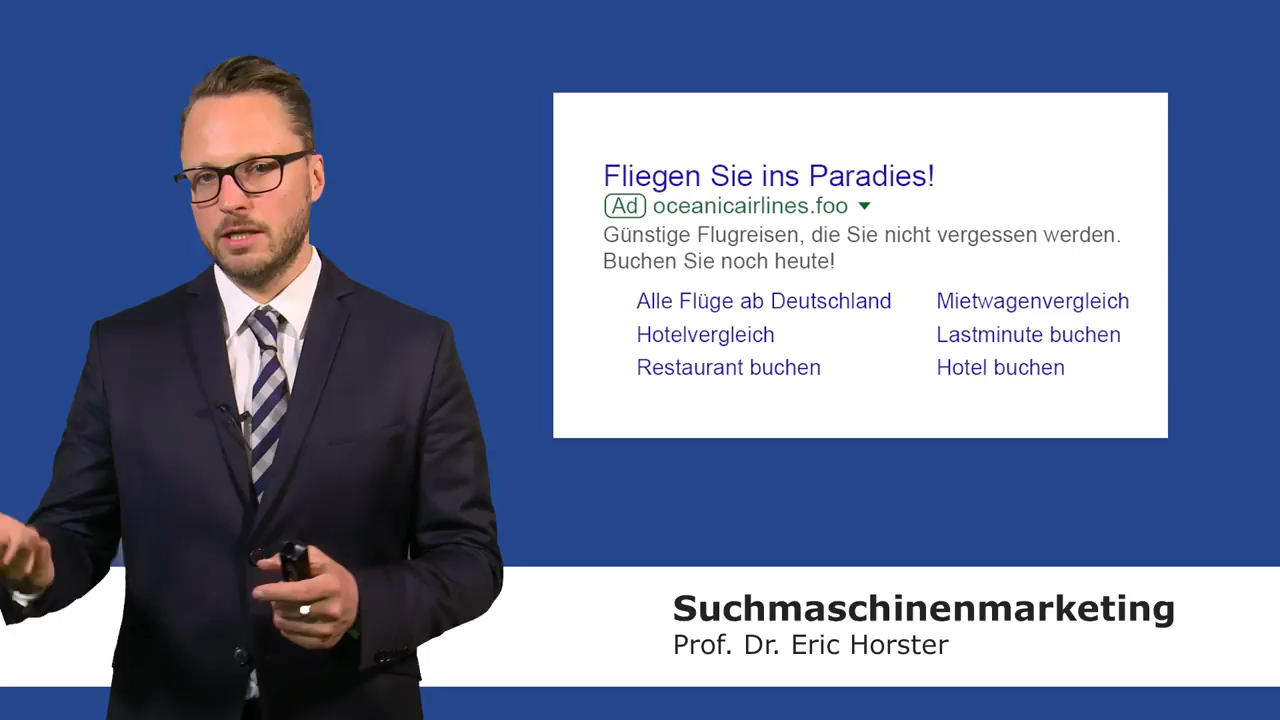 Fliegen Sie ins Paradies!
Ad oceanicairlines.foo
Günstige Flugreisen, die Sie nicht vergessen werden.
Buchen Sie noch heute!
Alle Flüge ab Deutschland Mietwagenvergleich
Hotelvergleich Lastminute buchen
Restaurant buchen Hotel buchen
Suchmaschinenmarketing
Prof. Dr. Eric Horster